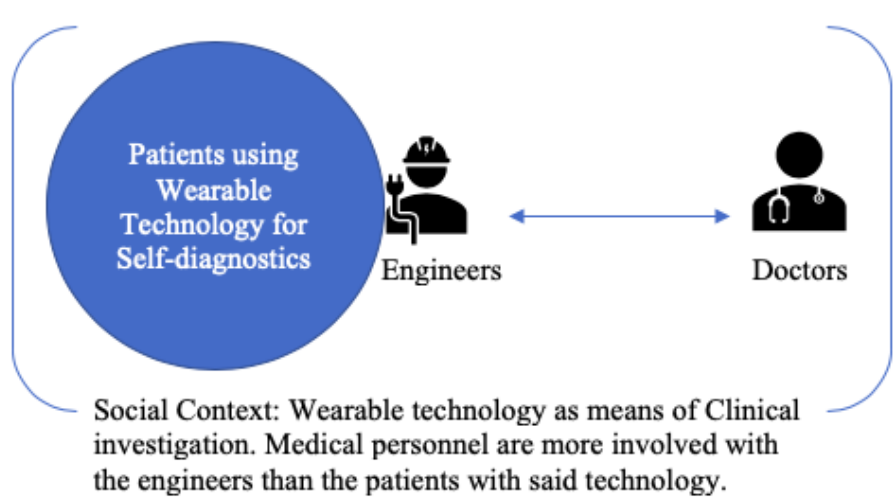 Patients using
Wearable
Technology for
Self-diagnostics
Engineers
Doctors
Social Context: Wearable technology as means of Clinical
investigation. Medical personnel are more involved with
the engineers than the patients with said technology.